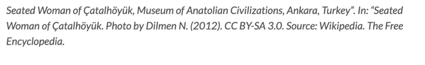 Seated Woman of Çatalhöyük, Museum of Anatolian Civilizations, Ankara, Turkey”. In: “Seated
Woman of Çatalhöyük. Photo by Dilmen N. (2012). CC BY-SA 3.0. Source: Wikipedia. The Free
Encyclopedia.